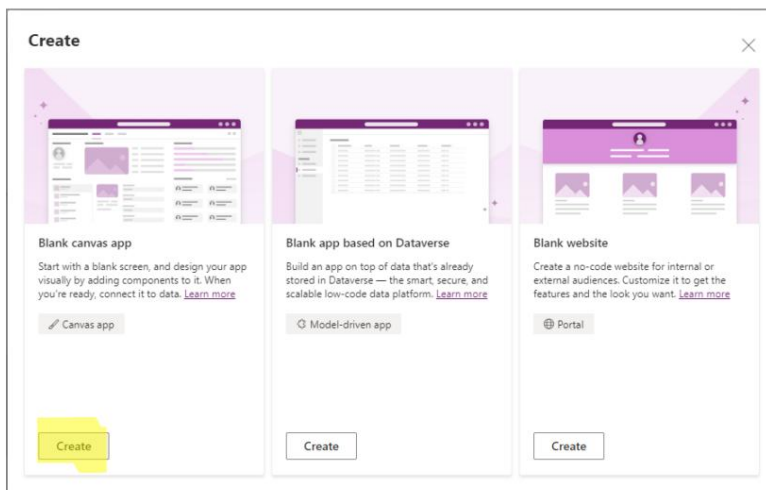 Create
Blank canvas app
Start with a blank screen, and design your app
visually by adding components to it. When
you're ready, connect it to data. Learn more
Canvas app
Create
Blank app based on Dataverse
Build an app on top of data that's already
stored in Dataverse — the smart, secure, and
scalable low-code data platform. Learn more
Model-driven app
Create
Blank website
Create a no-code website for internal or
external audiences. Customize it to get the
features and the look you want. Learn more
Portal
Create